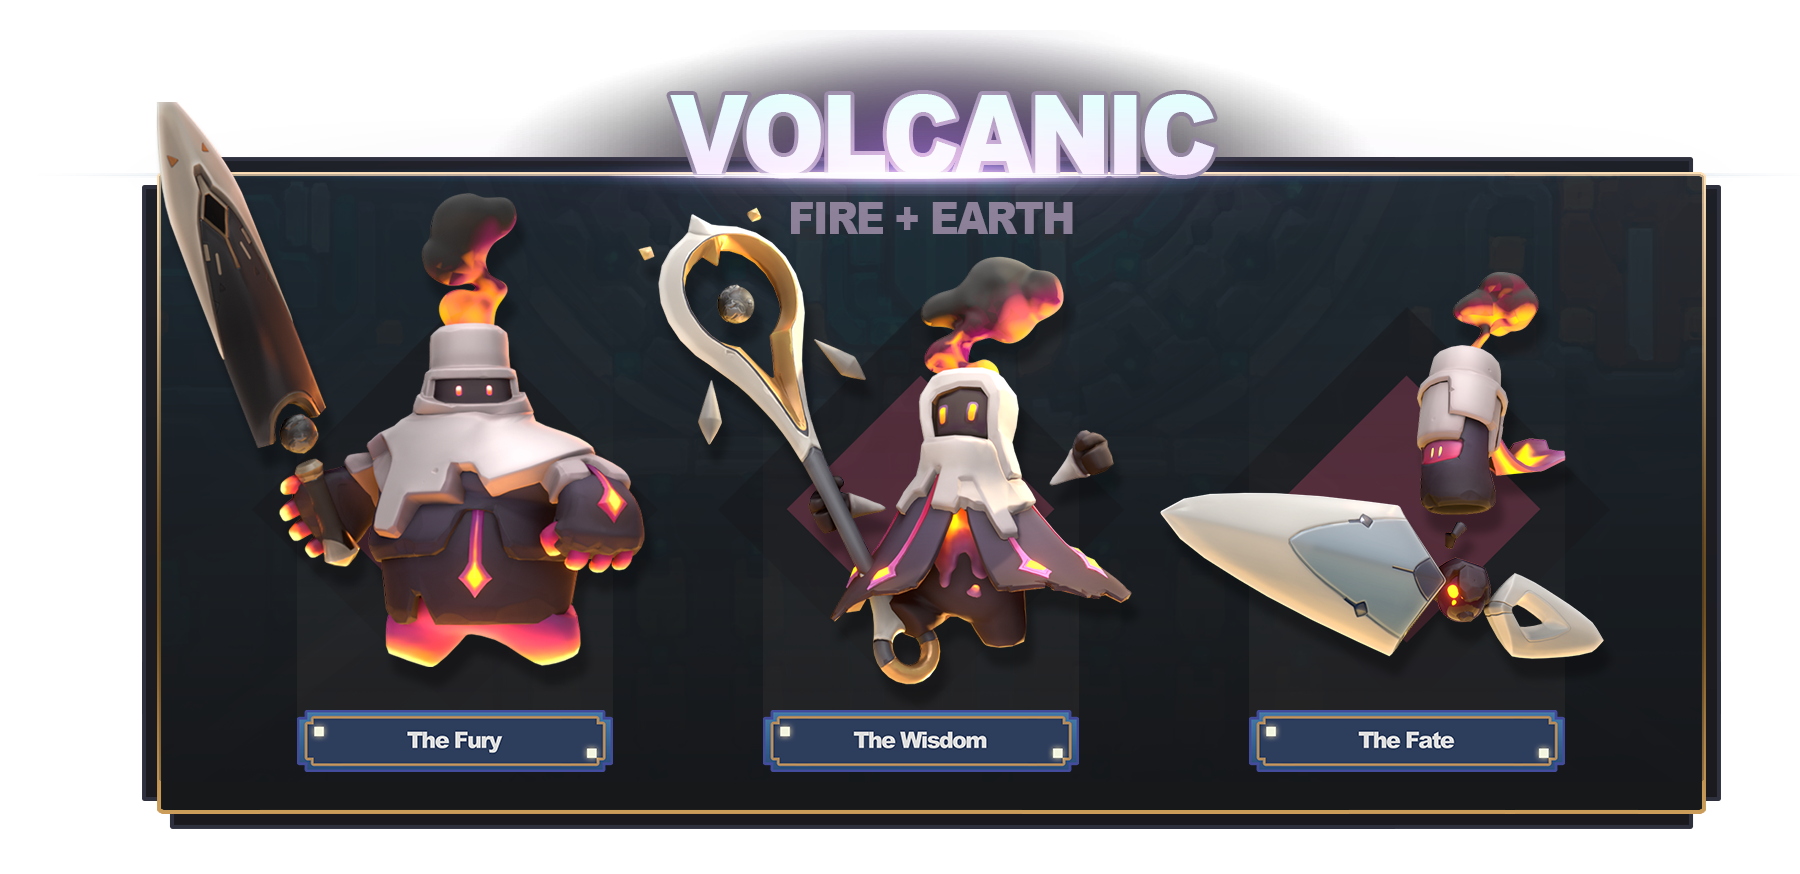 VOLCANIC
FIRE + EARTH
The Fury
The Wisdom
The Fate